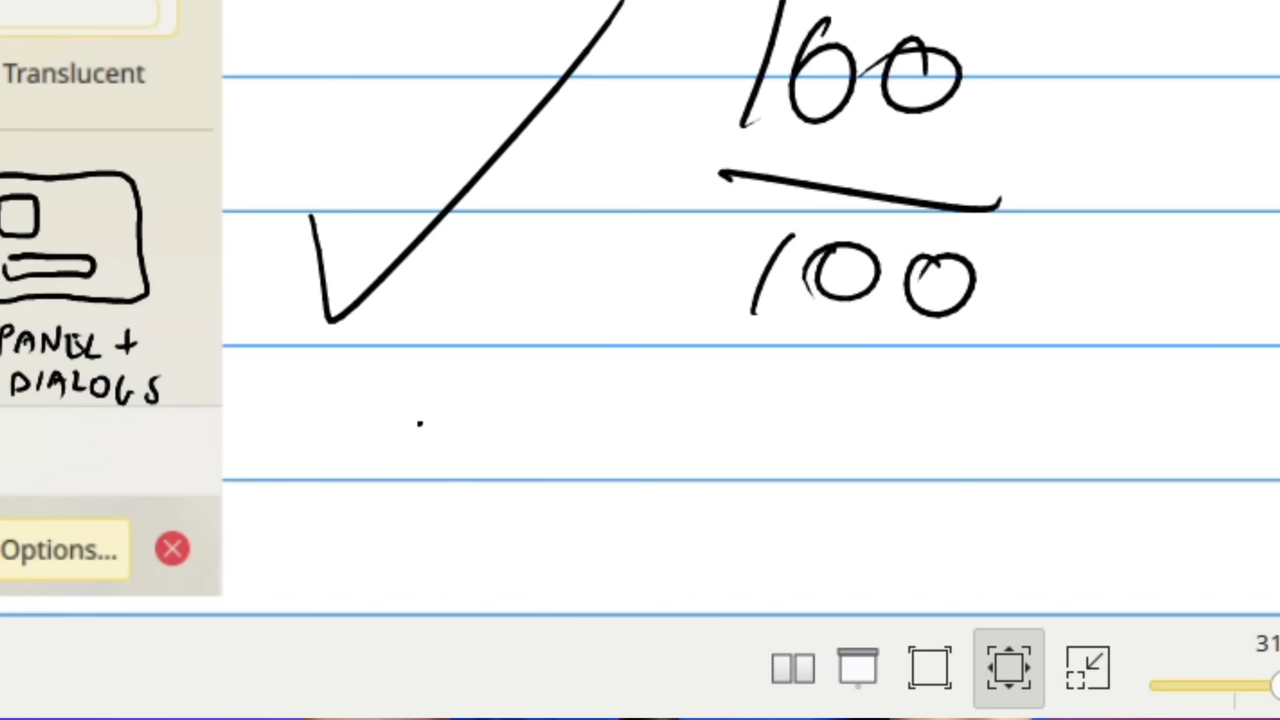 Translucent
PANEL +
DIALOGS
Options...
160
100
31